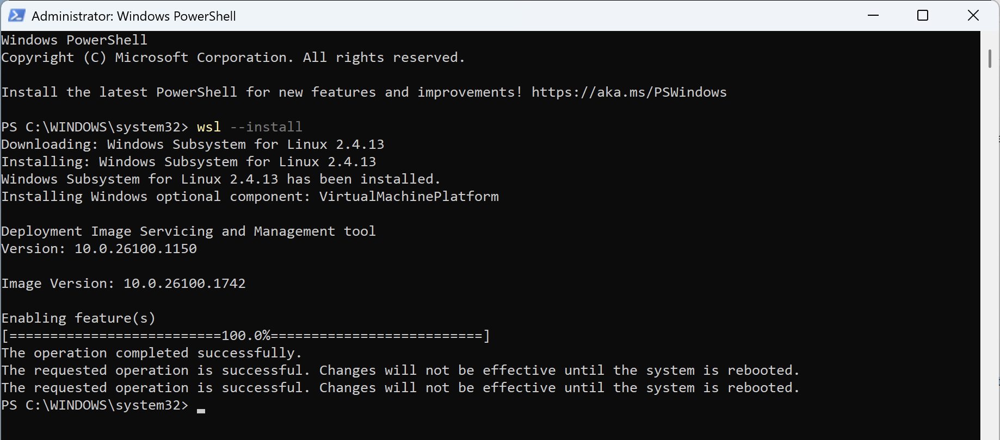 Administrator: Windows PowerShell
Windows PowerShell
Copyright (C) Microsoft Corporation. All rights reserved.
Install the latest PowerShell for new features and improvements! https://aka.ms/PSWindows
PS C:\WINDOWS\system32> wsl --install
Downloading: Windows Subsystem for Linux 2.4.13
Installing: Windows Subsystem for Linux 2.4.13
Windows Subsystem for Linux 2.4.13 has been installed.
Installing Windows optional component: VirtualMachinePlatform
Deployment Image Servicing and Management tool
Version: 10.0.26100.1150
Image Version: 10.0.26100.1742
Enabling feature(s)
[==========================100.0%==========================]
The operation completed successfully.
The requested operation is successful. Changes will not be effective until the system is rebooted.
The requested operation is successful. Changes will not be effective until the system is rebooted.
PS C:\WINDOWS\system32>